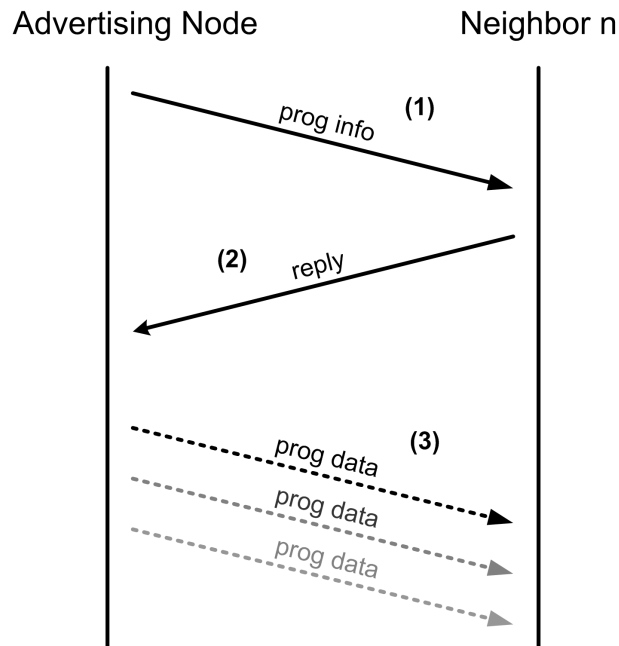 Advertising Node
Neighbor n
prog info
(1)
(2)
reply
prog data
(3)
prog data
prog data